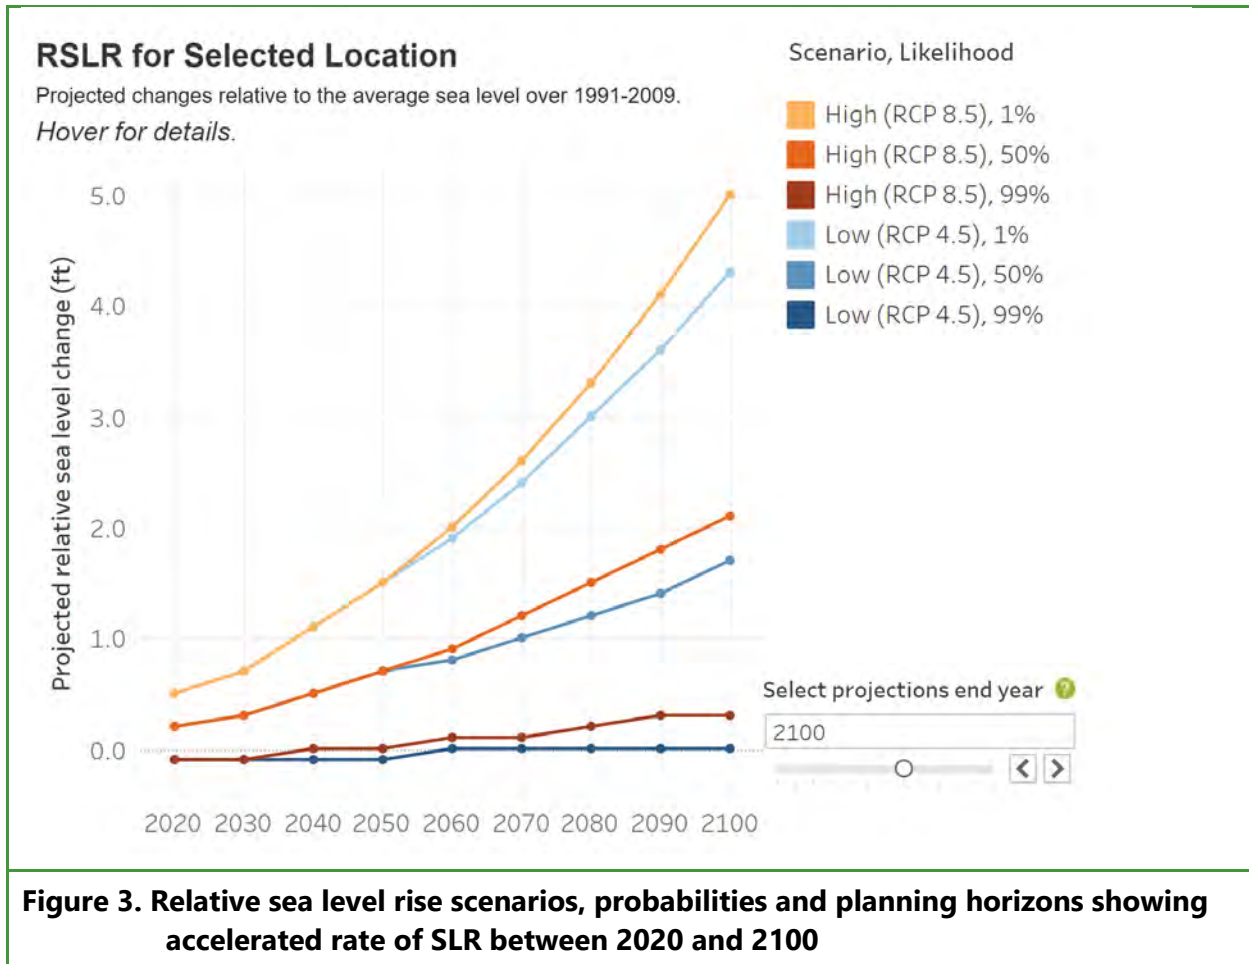 RSLR for Selected Location
Projected changes relative to the average sea level over 1991-2009.
Hover for details.
Scenario, Likelihood
High (RCP 8.5), 1%
High (RCP 8.5), 50%
High (RCP 8.5), 99%
Low (RCP 4.5), 1%
Low (RCP 4.5), 50%
Low (RCP 4.5), 99%
Projected relative sea level change (ft)
5.0
4.0
3.0
2.0
1.0
0.0
2020 2030 2040 2050 2060 2070 2080 2090 2100
Select projections end year ?
2100
Figure 3. Relative sea level rise scenarios, probabilities and planning horizons showing
accelerated rate of SLR between 2020 and 2100